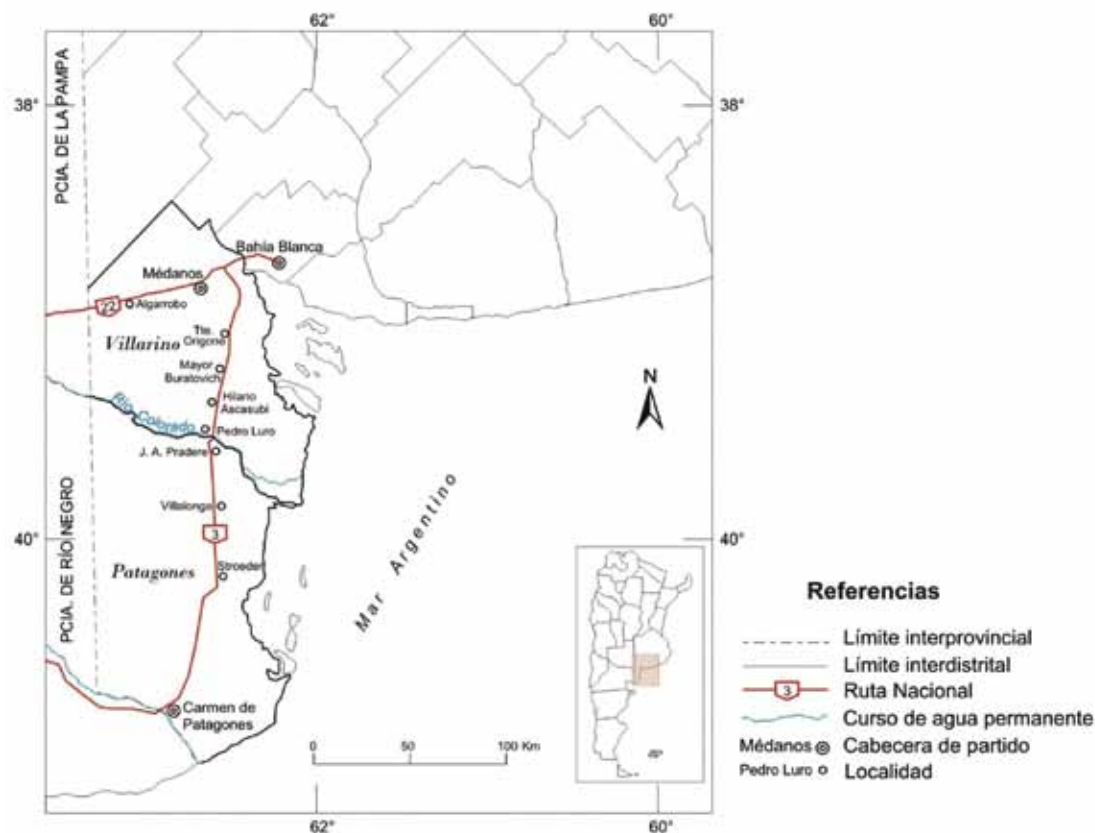 62°
60°
38°
38°
PCIA. DE LA PAMPA
Bahía Blanca
Médanos
22
Algarrobo
Tte.
Origone
Villarino
Mayor
Buratovich
Hilario
Ascasubi
Río Colorado
Pedro Luro
J. A. Pradere
Villalonga
N
Mar Argentino
40°
40°
3
Stroeder
Patagones
PCIA. DE RÍO NEGRO
Carmen de
Patagones
0
50
100 Km
62°
60°
Referencias
Límite interprovincial
Límite interdistrital
3
Ruta Nacional
Curso de agua permanente
Médanos
Cabecera de partido
Pedro Luro
Localidad